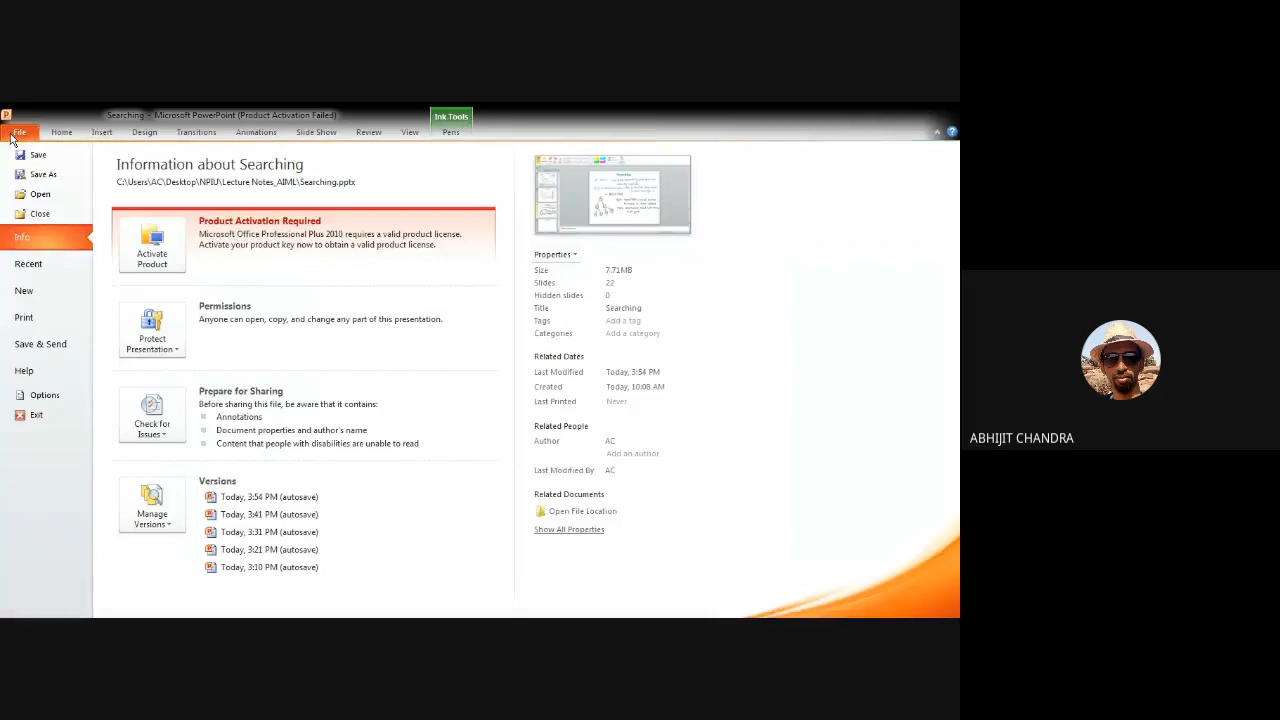 Searching - Microsoft PowerPoint (Product Activation Failed)
Ink Tools
File Home Insert Design Transitions Animations Slide Show Review View Pens
Save
Save As
Open
Close
Info
Recent
New
Print
Save & Send
Help
Options
Exit
Information about Searching
C:\Users\AC\Desktop\NPIU\Lecture Notes_AIML\Searching.pptx
Activate
Product
Product Activation Required
Microsoft Office Professional Plus 2010 requires a valid product license.
Activate your product key now to obtain a valid product license.
Protect
Presentation
Permissions
Anyone can open, copy, and change any part of this presentation.
Check for
Issues
Prepare for Sharing
Before sharing this file, be aware that it contains:
Annotations
Document properties and author's name
Content that people with disabilities are unable to read
Manage
Versions
Versions
Today, 3:54 PM (autosave)
Today, 3:41 PM (autosave)
Today, 3:31 PM (autosave)
Today, 3:21 PM (autosave)
Today, 3:10 PM (autosave)
Properties
Size 7.71MB
Slides 22
Hidden slides 0
Title Searching
Tags Add a tag
Categories Add a category
Related Dates
Last Modified Today, 3:54 PM
Created Today, 10:08 AM
Last Printed Never
Related People
Author AC
Add an author
Last Modified By AC
Related Documents
Open File Location
Show All Properties
ABHIJIT CHANDRA